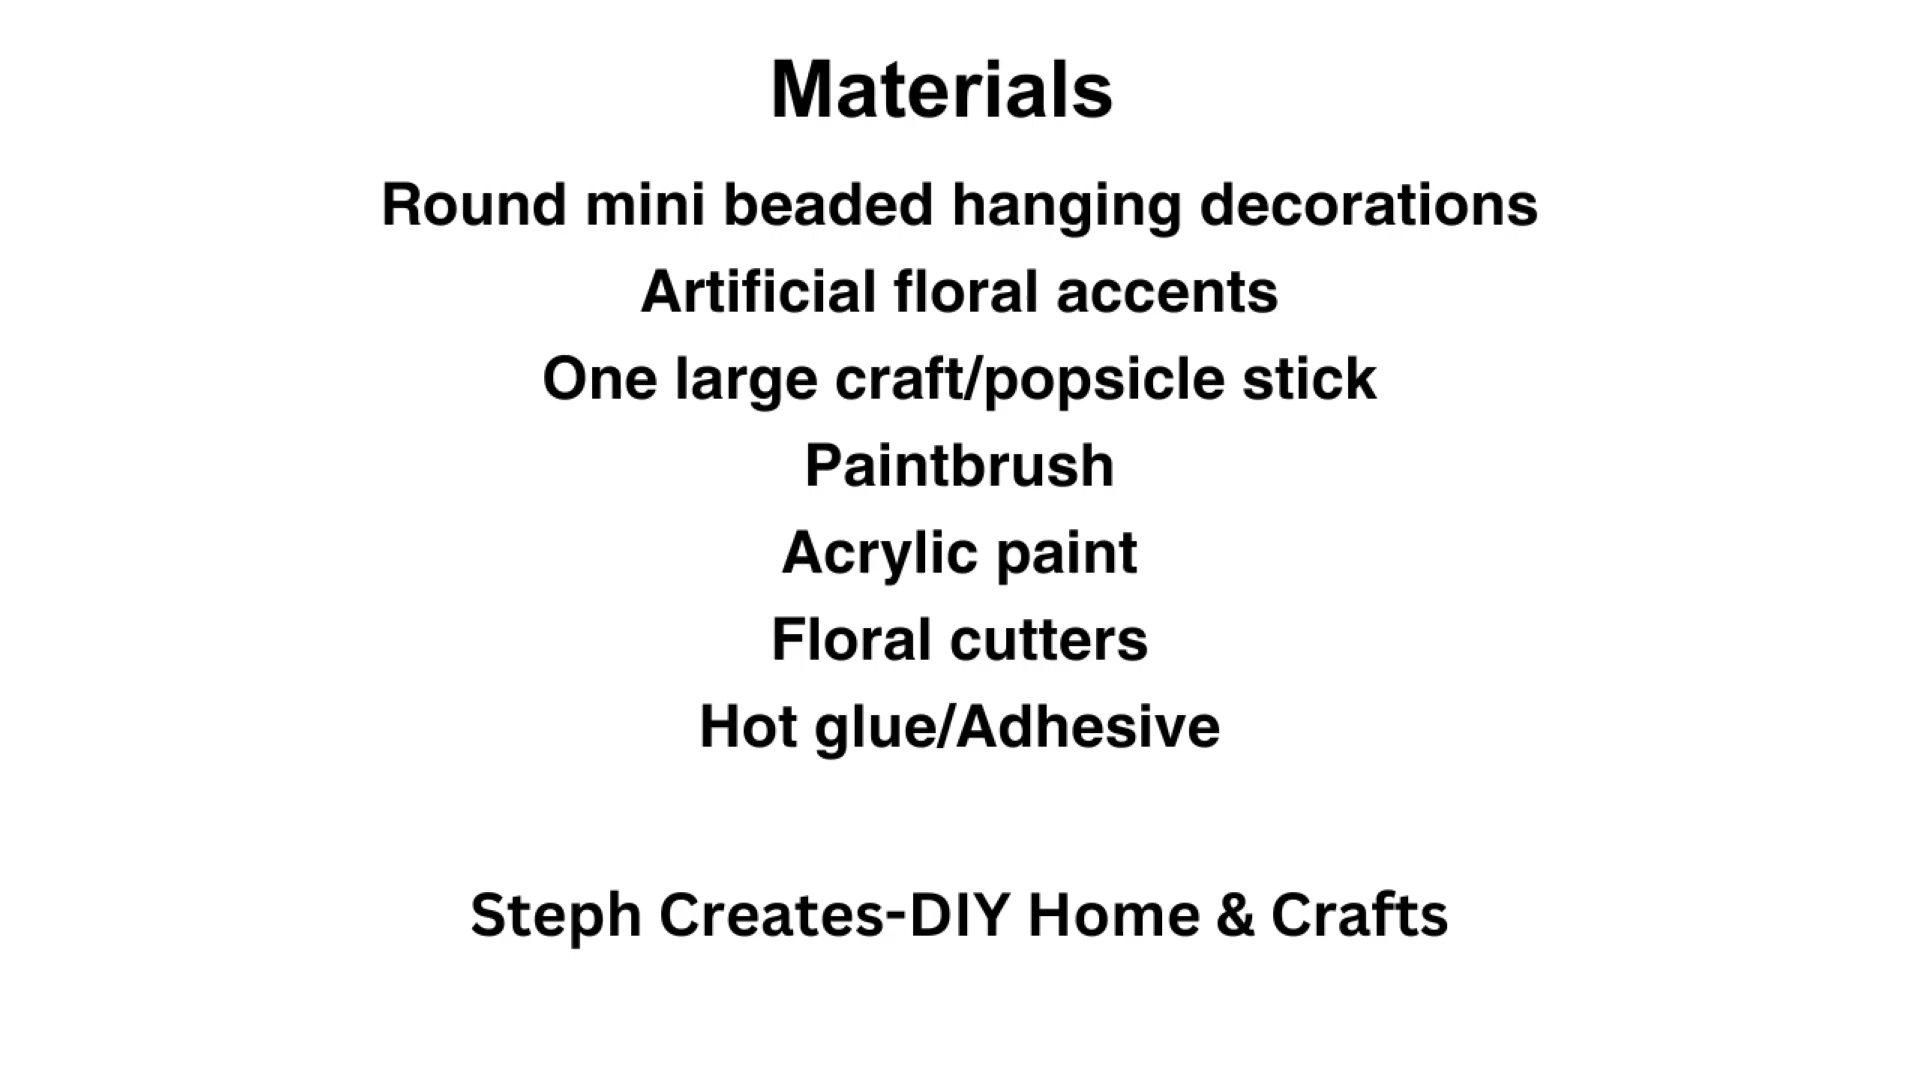 Materials
Round mini beaded hanging decorations
Artificial floral accents
One large craft/popsicle stick
Paintbrush
Acrylic paint
Floral cutters
Hot glue/Adhesive
Steph Creates-DIY Home & Crafts